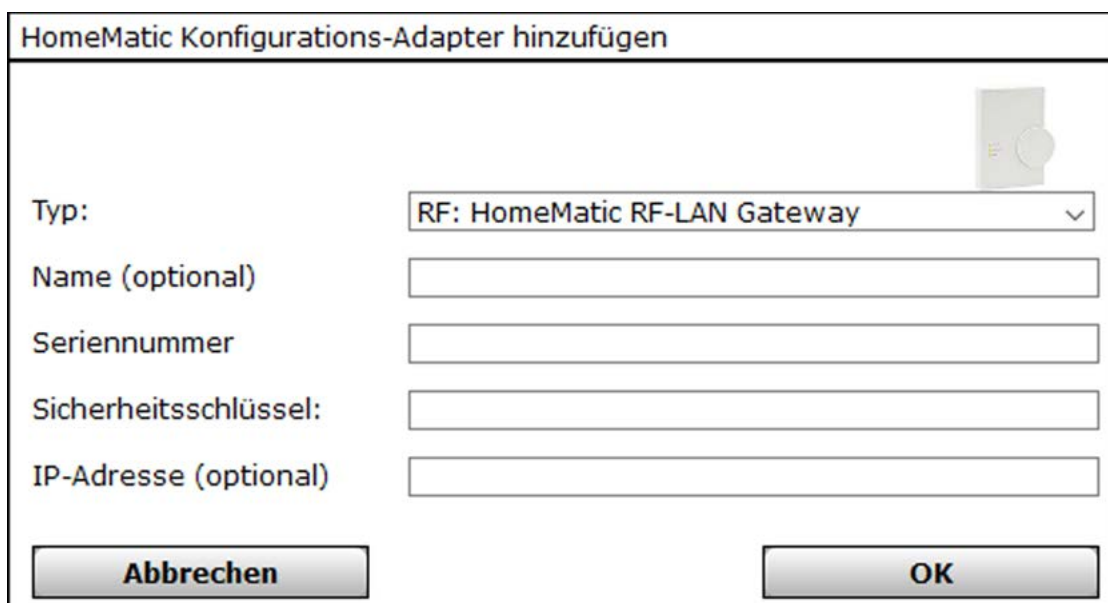 HomeMatic Konfigurations-Adapter hinzufügen
Typ:
RF: HomeMatic RF-LAN Gateway
Name (optional)
Seriennummer
Sicherheitsschlüssel:
IP-Adresse (optional)
Abbrechen
OK